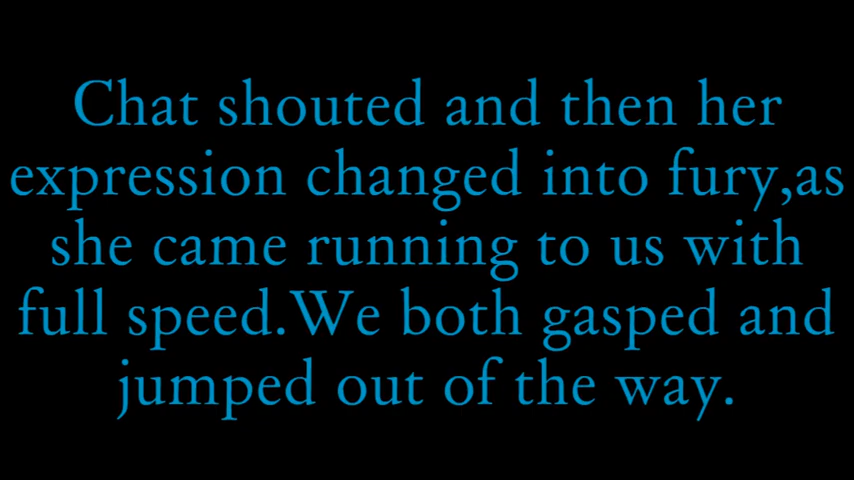 Chat shouted and then her
expression changed into fury,as
she came running to us with
full speed.We both gasped and
jumped out of the way.